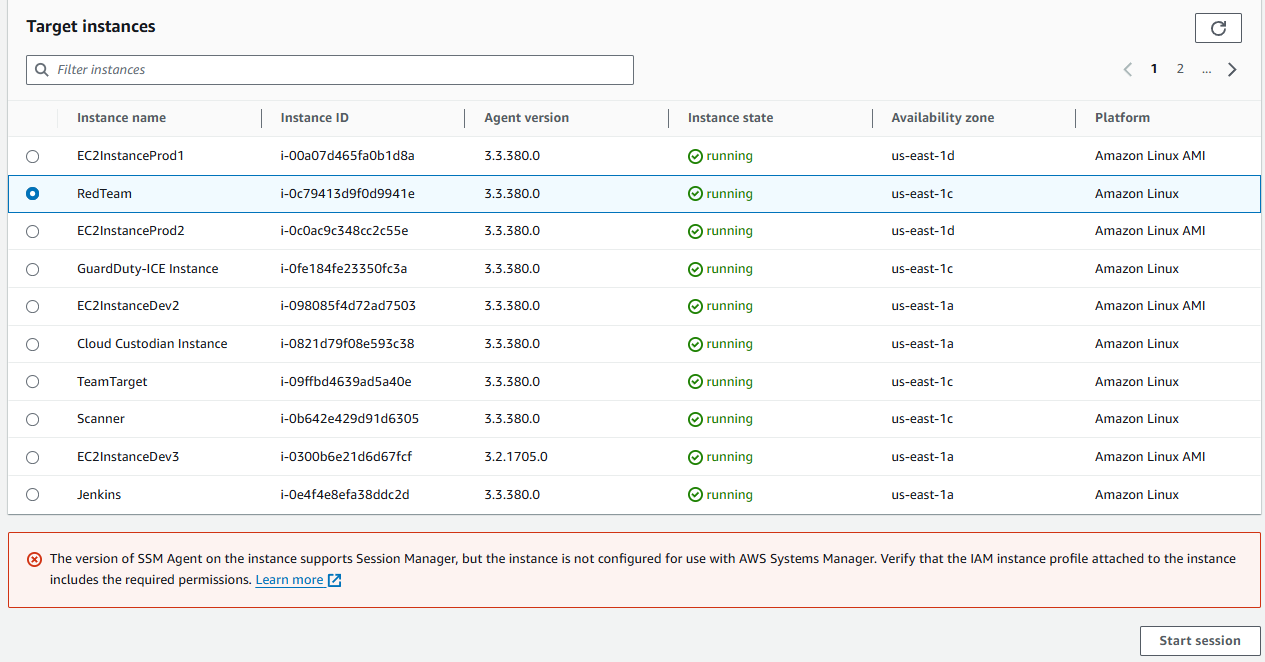 Target instances
Filter instances
1 2 ...
Instance name Instance ID Agent version Instance state Availability zone Platform
EC2InstanceProd1 i-00a07d465fa0b1d8a 3.3.380.0 running us-east-1d Amazon Linux AMI
RedTeam i-0c79413d9f0d9941e 3.3.380.0 running us-east-1c Amazon Linux
EC2InstanceProd2 i-0c0ac9c348cc2c55e 3.3.380.0 running us-east-1d Amazon Linux AMI
GuardDuty-ICE Instance i-0fe184fe23350fc3a 3.3.380.0 running us-east-1c Amazon Linux
EC2InstanceDev2 i-098085f4d72ad7503 3.3.380.0 running us-east-1a Amazon Linux AMI
Cloud Custodian Instance i-0821d79f08e593c38 3.3.380.0 running us-east-1a Amazon Linux
TeamTarget i-09ffbd4639ad5a40e 3.3.380.0 running us-east-1c Amazon Linux
Scanner i-0b642e429d91d6305 3.3.380.0 running us-east-1c Amazon Linux
EC2InstanceDev3 i-0300b6e21d6d67fcf 3.2.1705.0 running us-east-1a Amazon Linux AMI
Jenkins i-0e4f4e8efa38ddc2d 3.3.380.0 running us-east-1a Amazon Linux
The version of SSM Agent on the instance supports Session Manager, but the instance is not configured for use with AWS Systems Manager. Verify that the IAM instance profile attached to the instance
includes the required permissions. Learn more
Start session